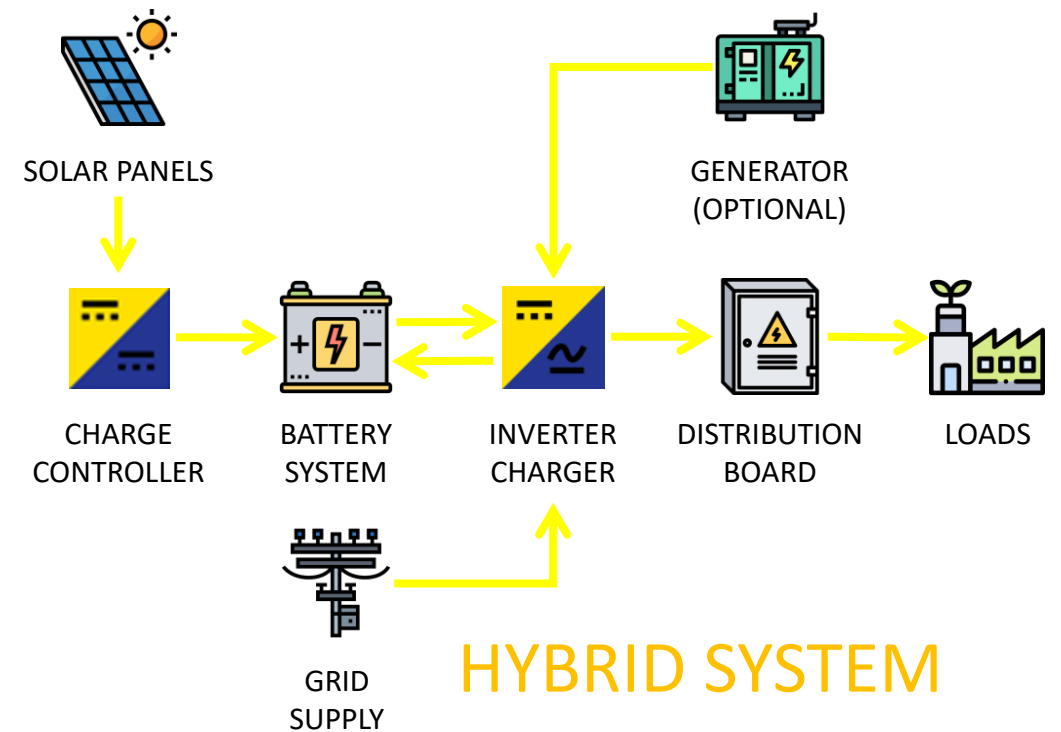 SOLAR PANELS
GENERATOR
(OPTIONAL)
CHARGE
CONTROLLER
BATTERY
SYSTEM
INVERTER
CHARGER
DISTRIBUTION
BOARD
LOADS
GRID
SUPPLY
HYBRID SYSTEM